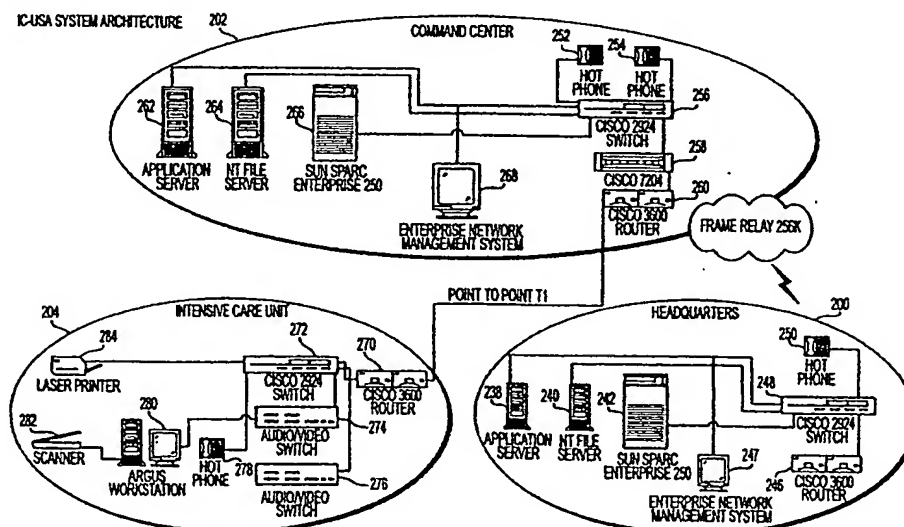 IC-USA SYSTEM ARCHITECTURE
202
COMMAND CENTER
252
254
HOT
PHONE
HOT
PHONE
262
264
266
256
CISCO 2924
SWITCH
258
APPLICATION
SERVER
NT FILE
SERVER
SUN SPARC
ENTERPRISE 250
268
CISCO 7204
260
CISCO 3600
ROUTER
ENTERPRISE NETWORK
MANAGEMENT SYSTEM
FRAME RELAY 256K
POINT TO POINT T1
204
INTENSIVE CARE UNIT
284
LASER PRINTER
272
CISCO 2924
SWITCH
270
CISCO 3600
ROUTER
282
SCANNER
280
ARGUS
WORKSTATION
HOT
PHONE
278
AUDIO/VIDEO
SWITCH
274
AUDIO/VIDEO
SWITCH
276
HEADQUARTERS
200
250
HOT
PHONE
238
240
242
248
APPLICATION
SERVER
NT FILE
SERVER
SUN SPARC
ENTERPRISE 250
CISCO 2924
SWITCH
247
246
CISCO 3600
ROUTER
ENTERPRISE NETWORK
MANAGEMENT SYSTEM